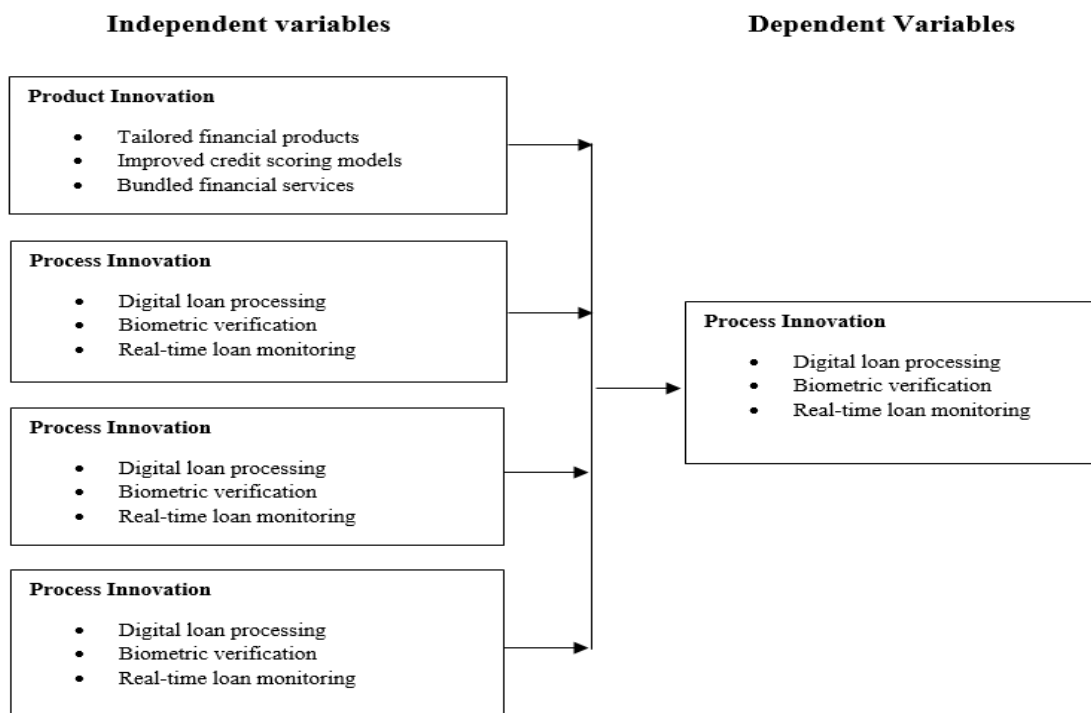 Independent variables
Dependent Variables
Product Innovation
• Tailored financial products
• Improved credit scoring models
• Bundled financial services
Process Innovation
• Digital loan processing
• Biometric verification
• Real-time loan monitoring
Process Innovation
• Digital loan processing
• Biometric verification
• Real-time loan monitoring
Process Innovation
• Digital loan processing
• Biometric verification
• Real-time loan monitoring
Process Innovation
• Digital loan processing
• Biometric verification
• Real-time loan monitoring